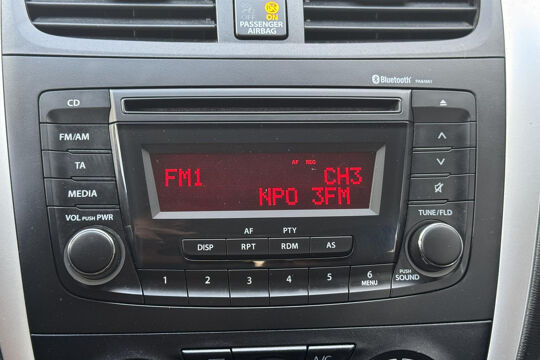 OFF ON
PASSENGER
AIRBAG
Bluetooth
CD
FM/AM
TA
MEDIA
VOL PUSH PWR
AF REG
FM1 CH3
NPO 3FM
AF PTY
DISP RPT RDM AS
1 2 3 4 5 6
MENU
TUNE/FLD
PUSH
SOUND
A/C